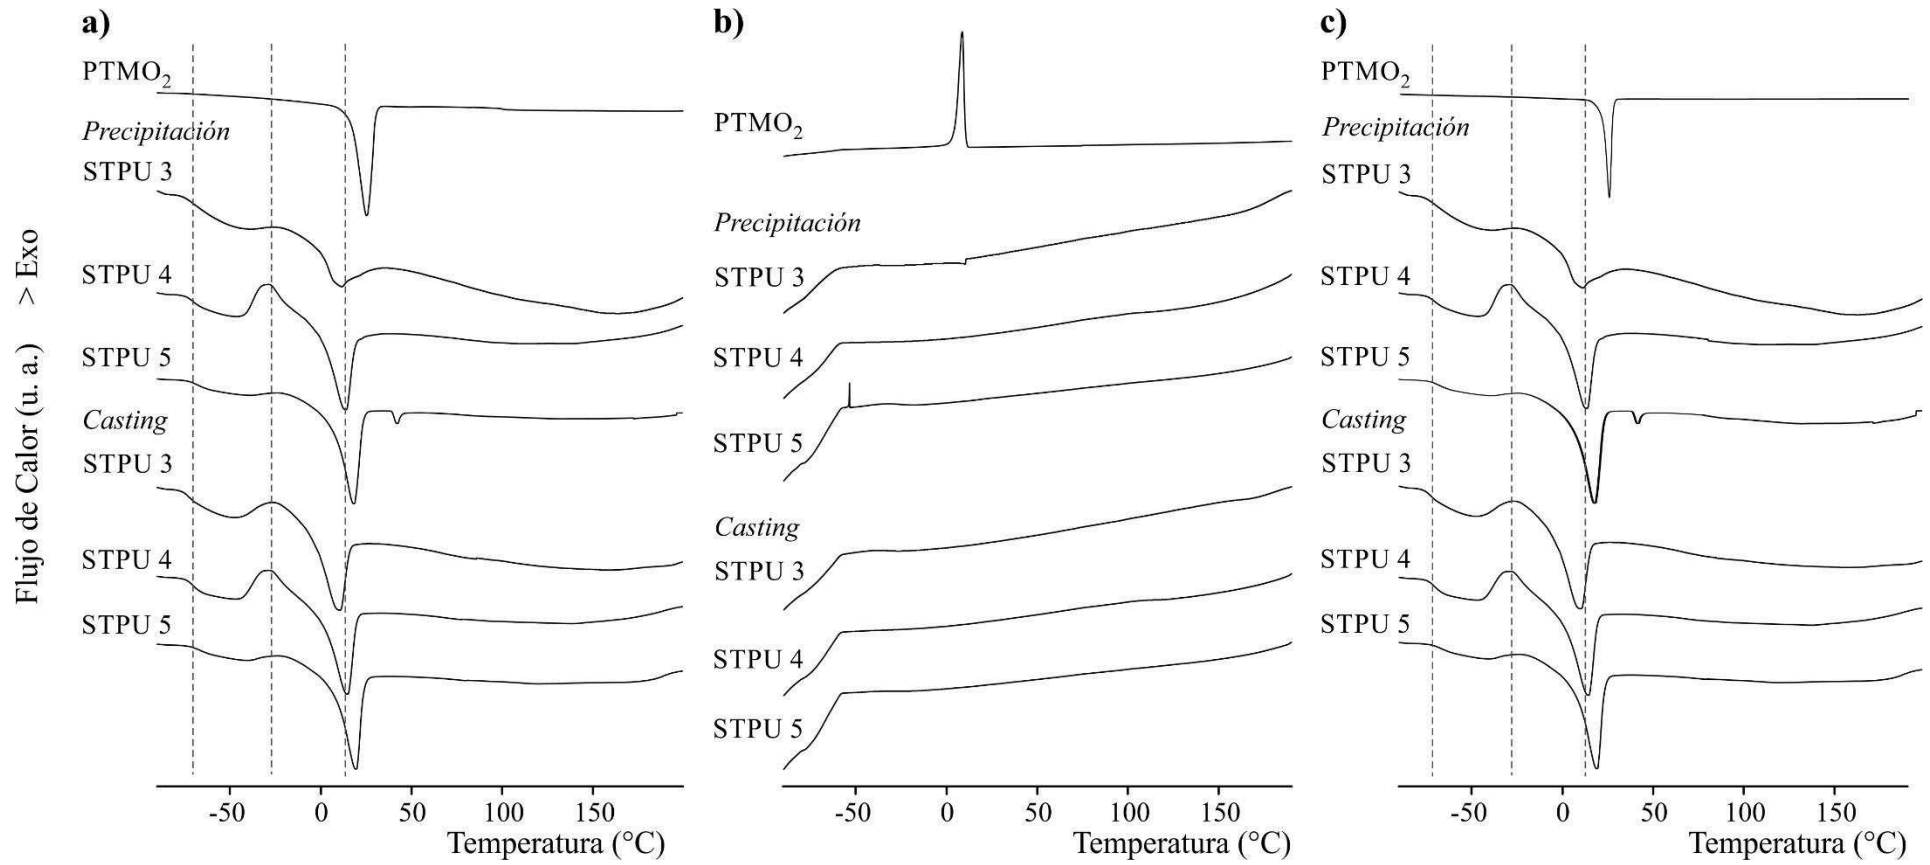 a)
PTMO2
Precipitación
STPU 3
STPU 4
STPU 5
Casting
STPU 3
STPU 4
STPU 5
-50 0 50 100 150
Temperatura (°C)
Flujo de Calor (u. a.) > Exo
b)
PTMO2
Precipitación
STPU 3
STPU 4
STPU 5
Casting
STPU 3
STPU 4
STPU 5
-50 0 50 100 150
Temperatura (°C)
c)
PTMO2
Precipitación
STPU 3
STPU 4
STPU 5
Casting
STPU 3
STPU 4
STPU 5
-50 0 50 100 150
Temperatura (°C)